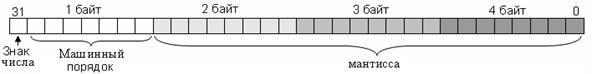 31 1 байт 2 байт 3 байт 4 байт 0
Знак
числа
Машинный
порядок
мантисса